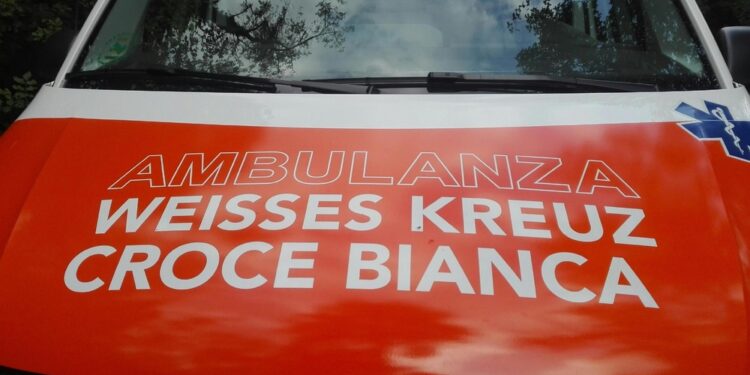 AMBULANZA
WEISSES KREUZ
CROCE BIANCA